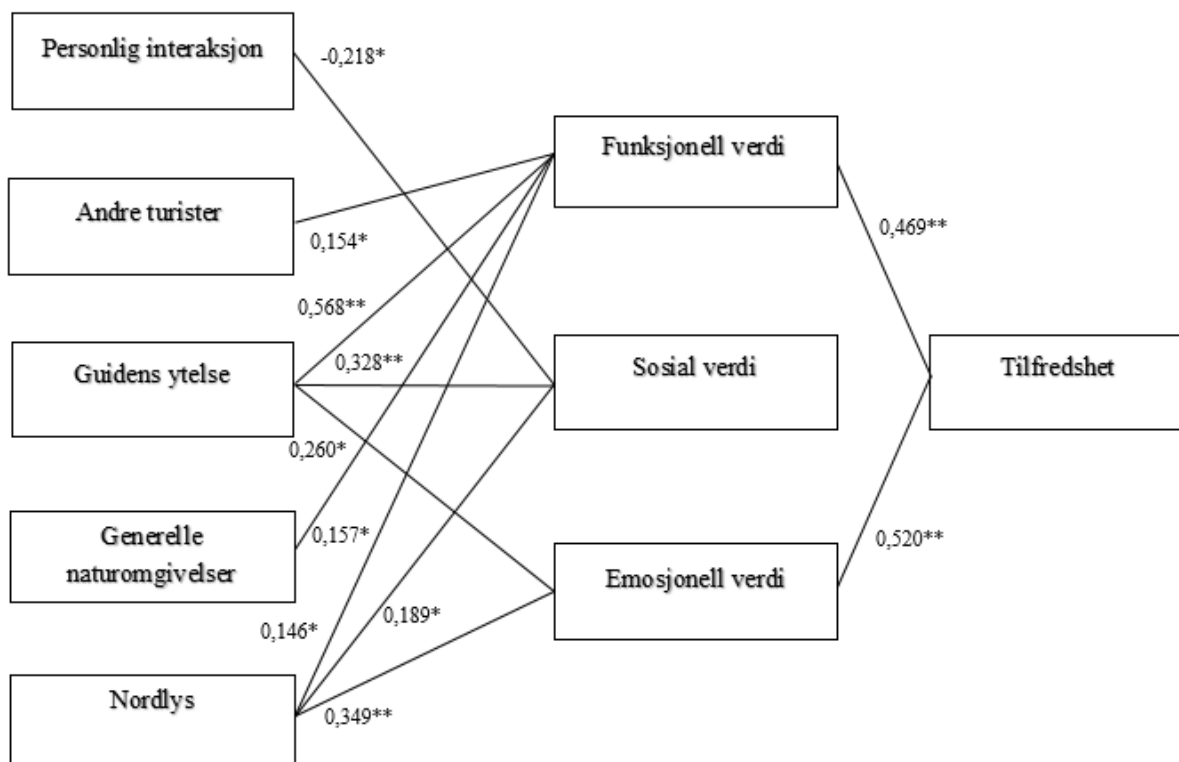 Personlig interaksjon
-0,218*
Funksjonell verdi
Andre turister
0,154*
0,469**
0,568**
Guidens ytelse
0,328**
Sosial verdi
Tilfredshet
0,260*
Generelle
naturomgivelser
0,157*
0,520**
Emosjonell verdi
0,189*
0,146*
Nordlys
0,349**